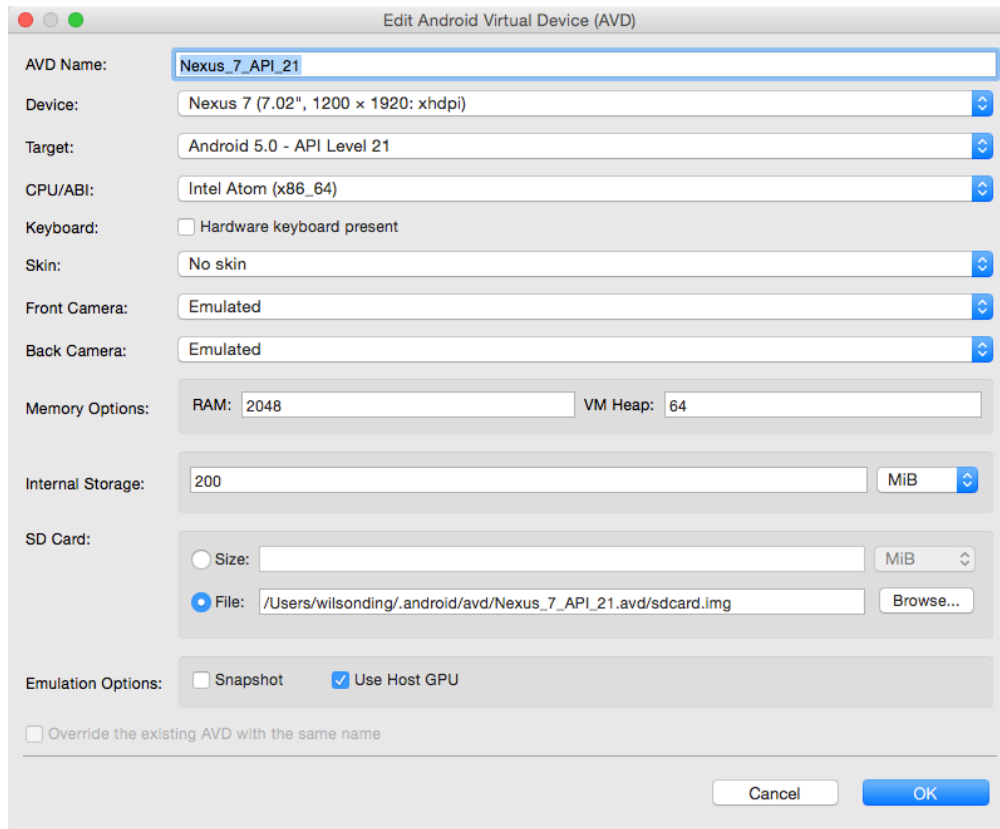 Edit Android Virtual Device (AVD)
AVD Name: Nexus_7_API_21
Device: Nexus 7 (7.02", 1200 × 1920: xhdpi)
Target: Android 5.0 - API Level 21
CPU/ABI: Intel Atom (x86_64)
Keyboard: Hardware keyboard present
Skin: No skin
Front Camera: Emulated
Back Camera: Emulated
Memory Options: RAM: 2048 VM Heap: 64
Internal Storage: 200 MiB
SD Card:
Size: MiB
File: /Users/wilsonding/.android/avd/Nexus_7_API_21.avd/sdcard.img Browse...
Emulation Options: Snapshot Use Host GPU
Override the existing AVD with the same name
Cancel OK